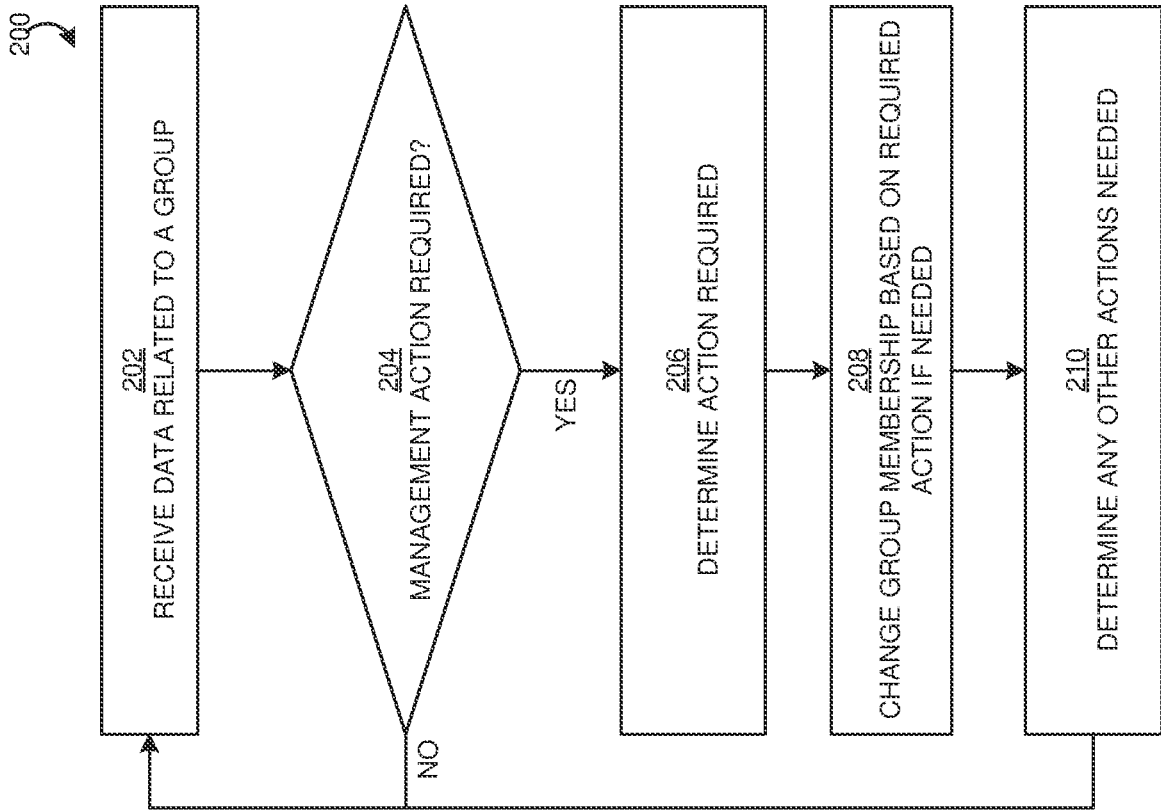 200
202
RECEIVE DATA RELATED TO A GROUP
204
MANAGEMENT ACTION REQUIRED?
NO
YES
206
DETERMINE ACTION REQUIRED
208
CHANGE GROUP MEMBERSHIP BASED ON REQUIRED
ACTION IF NEEDED
210
DETERMINE ANY OTHER ACTIONS NEEDED